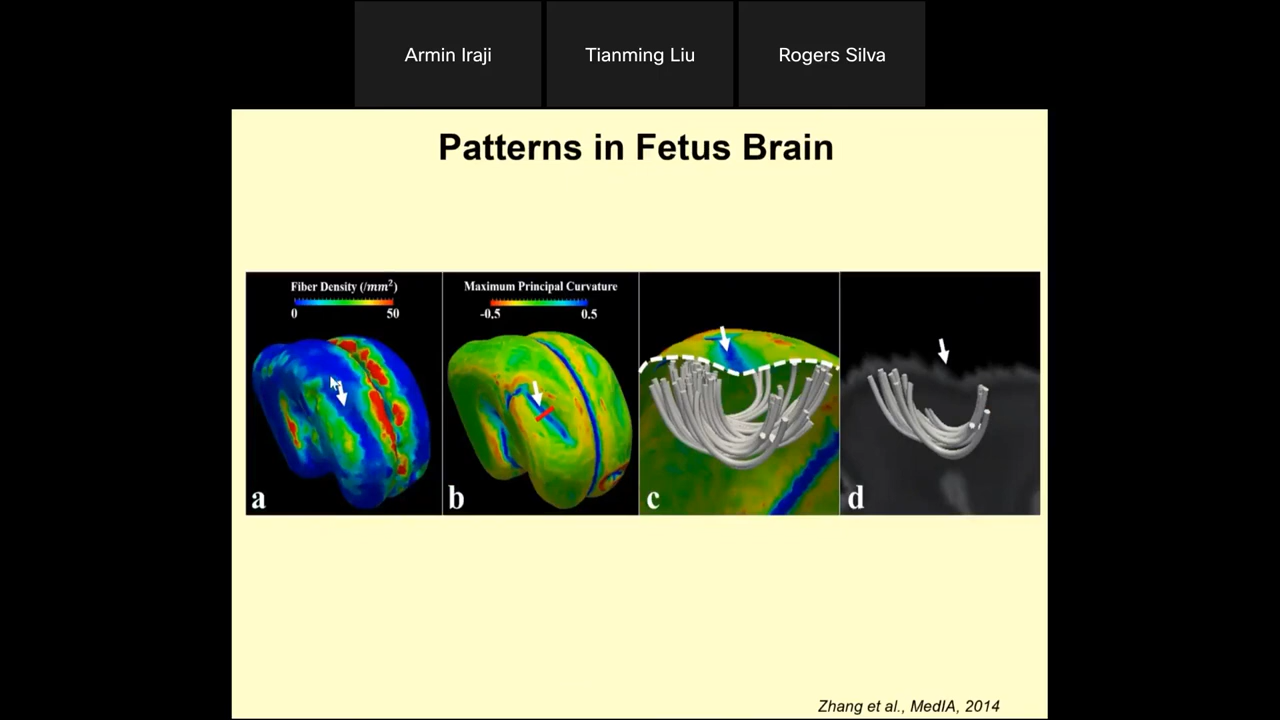 Armin Iraji
Tianming Liu
Rogers Silva
Patterns in Fetus Brain
Fiber Density (/mm²)
0 50
Maximum Principal Curvature
-0.5 0.5
a
b
c
d
Zhang et al., MedIA, 2014